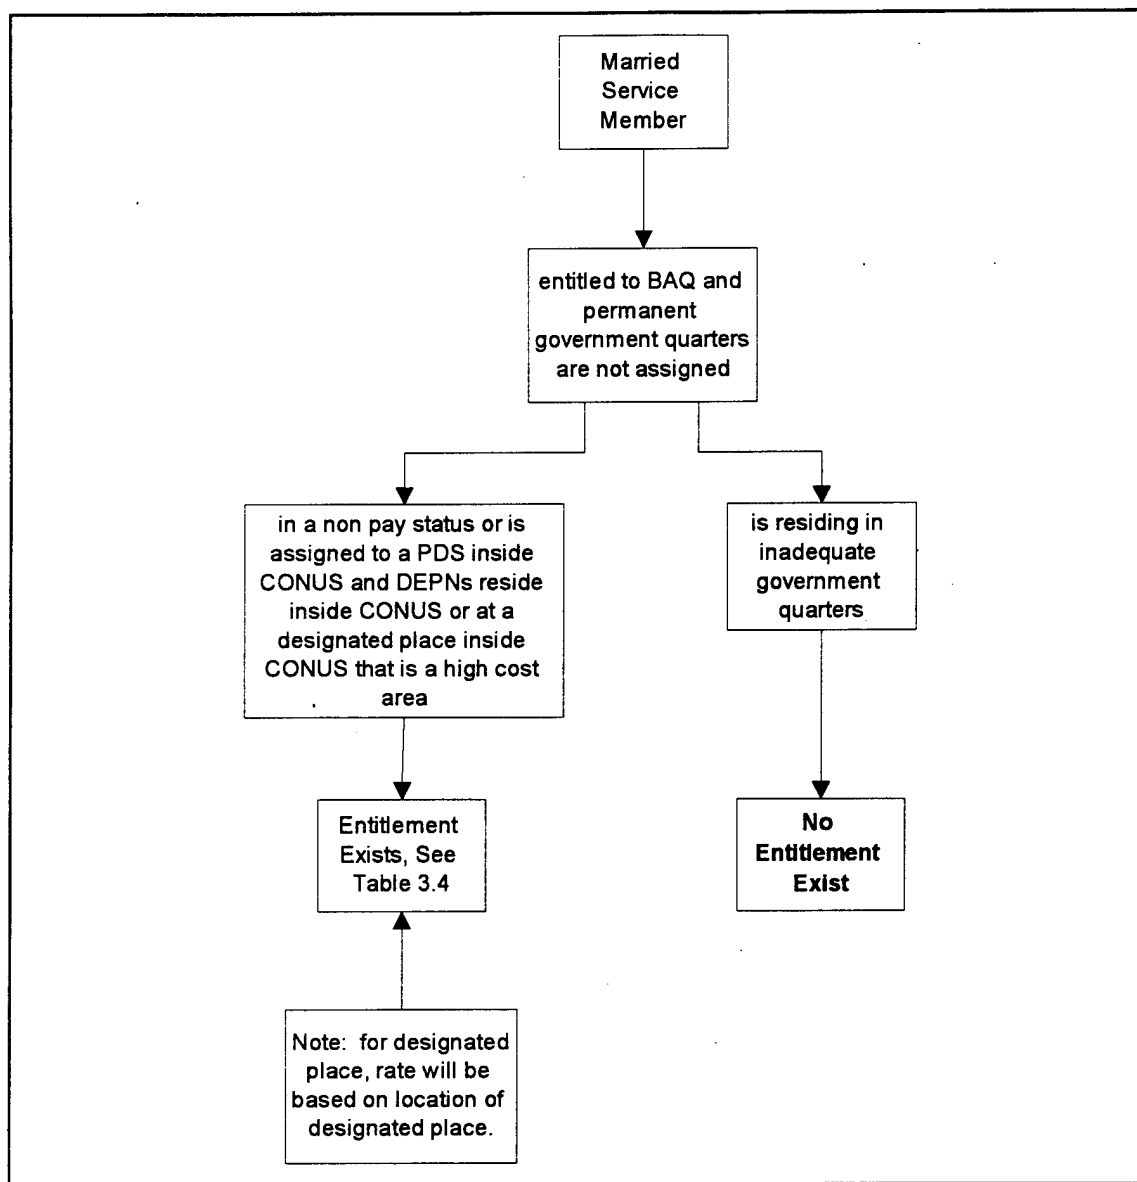 Married
Service
Member
entitled to BAQ and
permanent
government quarters
are not assigned
in a non pay status or is
assigned to a PDS inside
CONUS and DEPNs reside
inside CONUS or at a
designated place inside
CONUS that is a high cost
area
is residing in
inadequate
government
quarters
Entitlement
Exists, See
Table 3.4
No
Entitlement
Exist
Note: for designated
place, rate will be
based on location of
designated place.